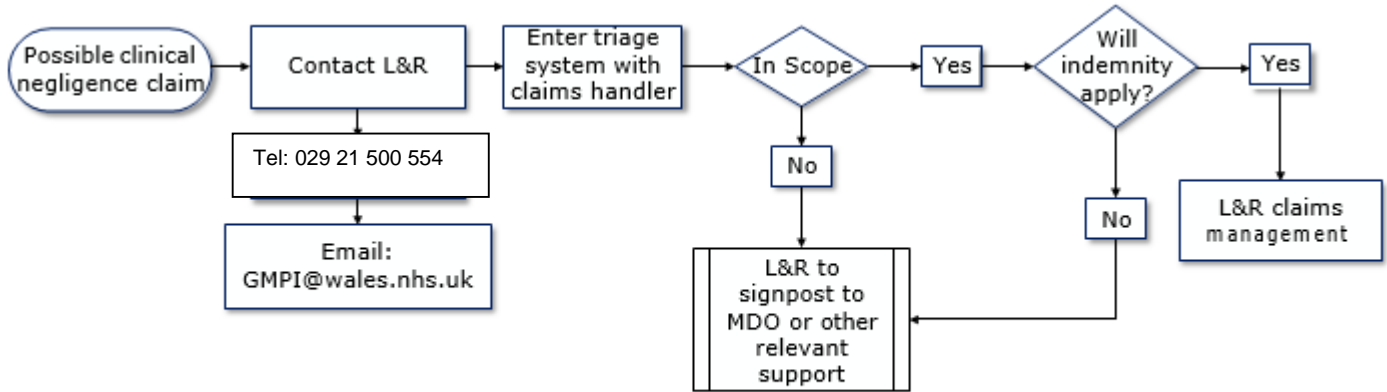 Possible clinical
negligence claim
Contact L&R
Tel: 029 21 500 554
Email:
GMPI@wales.nhs.uk
Enter triage
system with
claims handler
In Scope
Yes
No
Will
indemnity
apply?
Yes
No
L&R claims
management
L&R to
signpost to
MDO or other
relevant
support